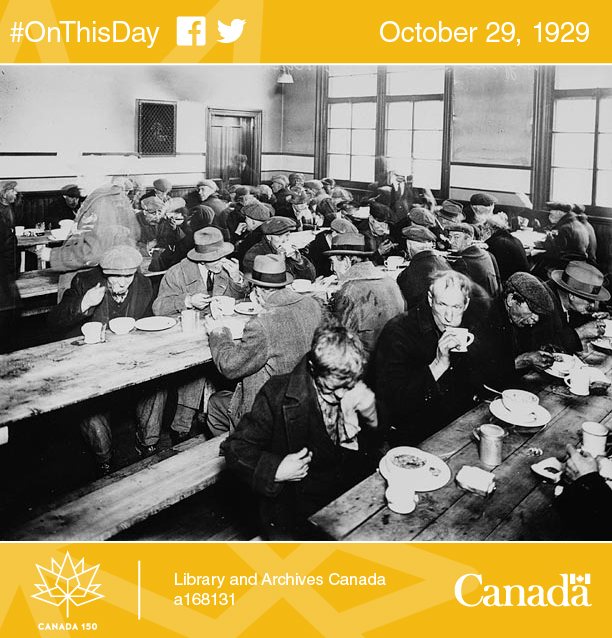 #OnThisDay
October 29, 1929
CANADA 150
Library and Archives Canada
a168131
Canada